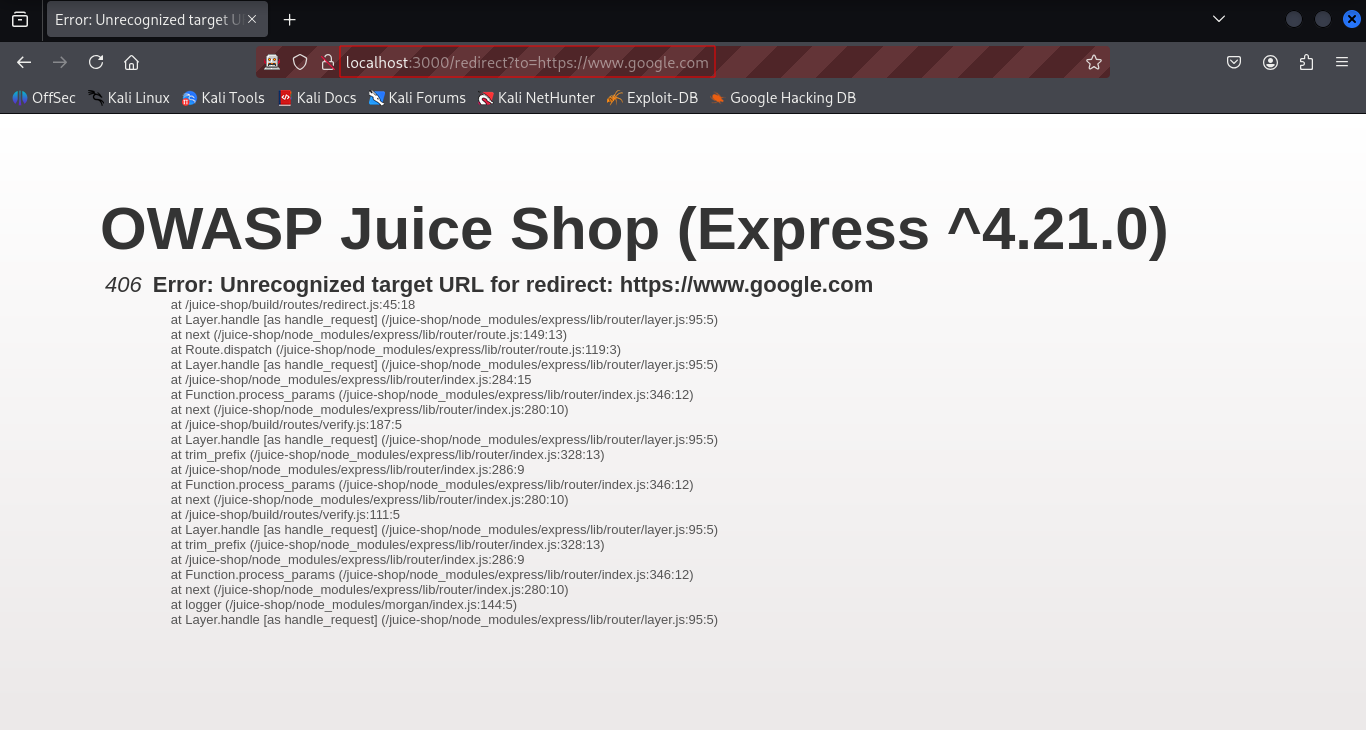 Error: Unrecognized target U
localhost:3000/redirect?to=https://www.google.com
OffSec Kali Linux Kali Tools Kali Docs Kali Forums Kali NetHunter Exploit-DB Google Hacking DB
OWASP Juice Shop (Express ^4.21.0)
406 Error: Unrecognized target URL for redirect: https://www.google.com
at /juice-shop/build/routes/redirect.js:45:18
at Layer.handle [as handle_request] (/juice-shop/node_modules/express/lib/router/layer.js:95:5)
at next (/juice-shop/node_modules/express/lib/router/route.js:149:13)
at Route.dispatch (/juice-shop/node_modules/express/lib/router/route.js:119:3)
at Layer.handle [as handle_request] (/juice-shop/node_modules/express/lib/router/layer.js:95:5)
at /juice-shop/node_modules/express/lib/router/index.js:284:15
at Function.process_params (/juice-shop/node_modules/express/lib/router/index.js:346:12)
at next (/juice-shop/node_modules/express/lib/router/index.js:280:10)
at /juice-shop/build/routes/verify.js:187:5
at Layer.handle [as handle_request] (/juice-shop/node_modules/express/lib/router/layer.js:95:5)
at trim_prefix (/juice-shop/node_modules/express/lib/router/index.js:328:13)
at /juice-shop/node_modules/express/lib/router/index.js:286:9
at Function.process_params (/juice-shop/node_modules/express/lib/router/index.js:346:12)
at next (/juice-shop/node_modules/express/lib/router/index.js:280:10)
at /juice-shop/build/routes/verify.js:111:5
at Layer.handle [as handle_request] (/juice-shop/node_modules/express/lib/router/layer.js:95:5)
at trim_prefix (/juice-shop/node_modules/express/lib/router/index.js:328:13)
at /juice-shop/node_modules/express/lib/router/index.js:286:9
at Function.process_params (/juice-shop/node_modules/express/lib/router/index.js:346:12)
at next (/juice-shop/node_modules/express/lib/router/index.js:280:10)
at logger (/juice-shop/node_modules/morgan/index.js:144:5)
at Layer.handle [as handle_request] (/juice-shop/node_modules/express/lib/router/layer.js:95:5)